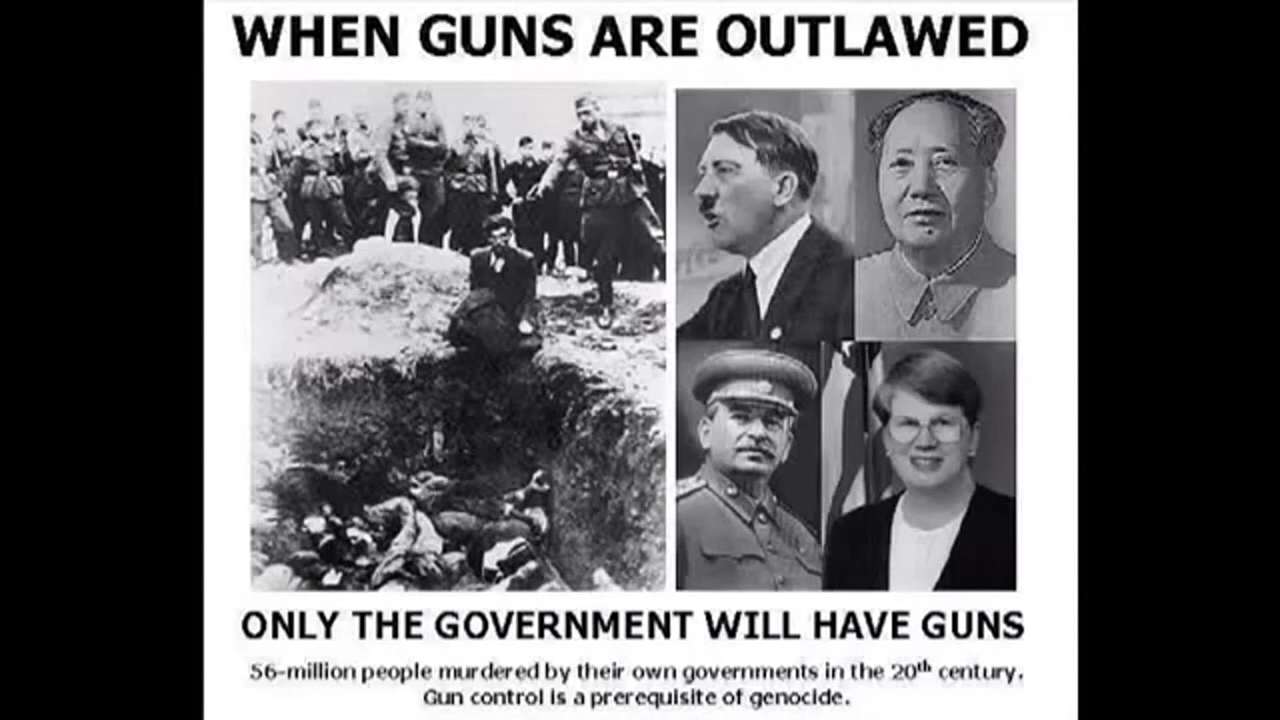 WHEN GUNS ARE OUTLAWED
ONLY THE GOVERNMENT WILL HAVE GUNS
56-million people murdered by their own governments in the 20th century.
Gun control is a prerequisite of genocide.